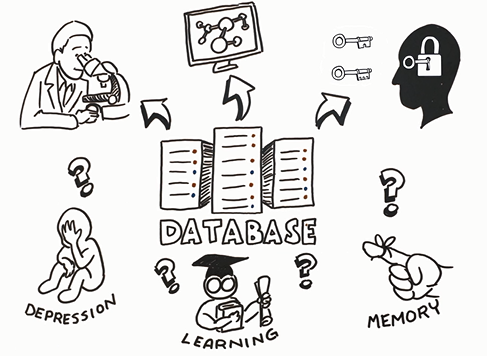 DATABASE
DEPRESSION
LEARNING
MEMORY